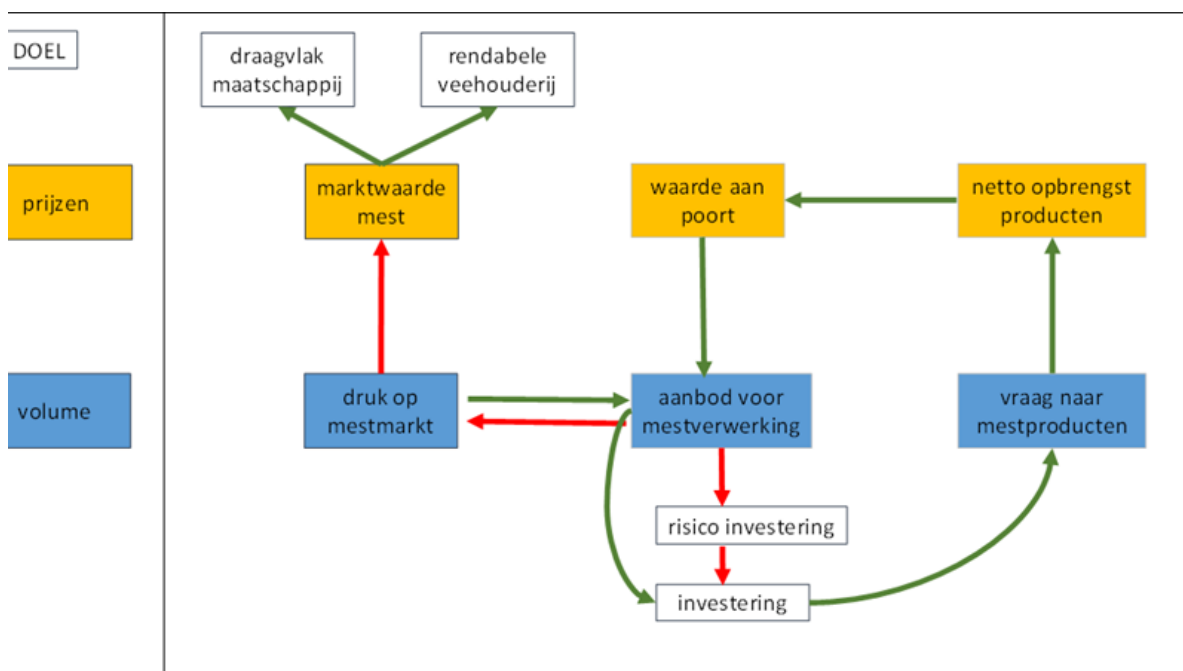 DOEL
draagvlak
maatschappij
rendabele
veehouderij
prijzen
marktwaarde
mest
waarde aan
poort
netto opbrengst
producten
volume
druk op
mestmarkt
aanbod voor
mestverwerking
vraag naar
mestproducten
risico investering
investering